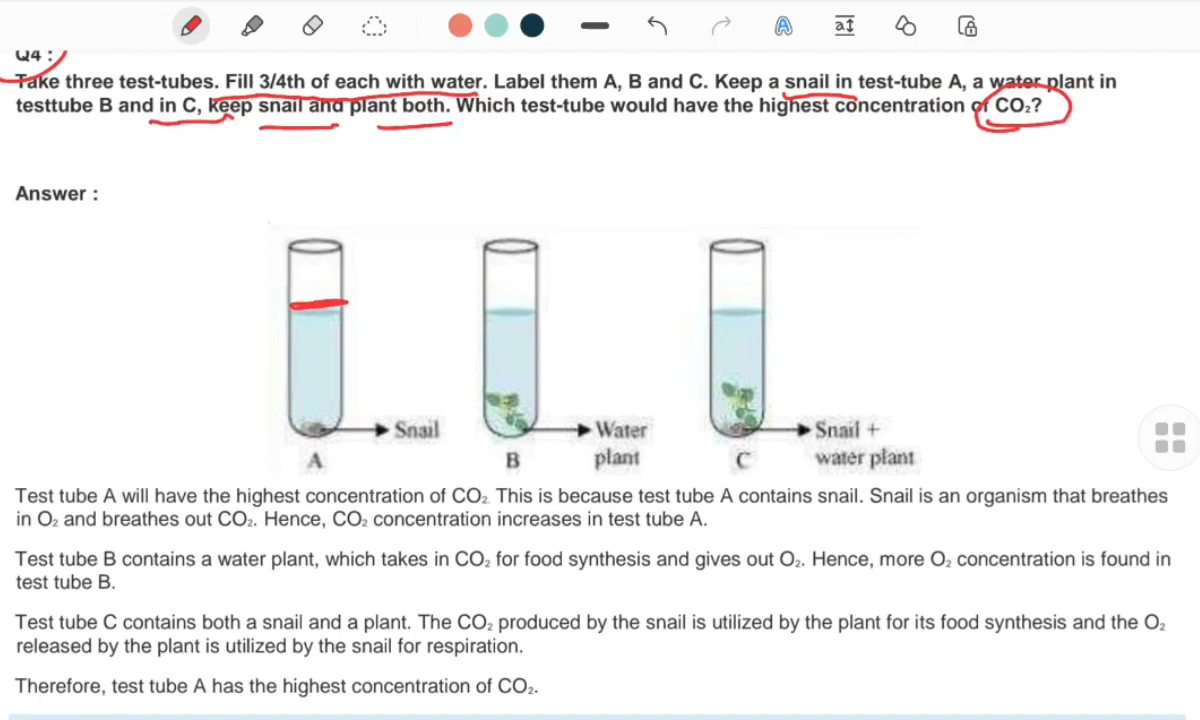 Q4 :
Take three test-tubes. Fill 3/4th of each with water. Label them A, B and C. Keep a snail in test-tube A, a water plant in
testtube B and in C, keep snail and plant both. Which test-tube would have the highest concentration of CO₂?
Answer :
Snail
Water
plant
Snail +
water plant
A
B
C
Test tube A will have the highest concentration of CO₂. This is because test tube A contains snail. Snail is an organism that breathes
in O₂ and breathes out CO₂. Hence, CO₂ concentration increases in test tube A.
Test tube B contains a water plant, which takes in CO₂ for food synthesis and gives out O₂. Hence, more O₂ concentration is found in
test tube B.
Test tube C contains both a snail and a plant. The CO₂ produced by the snail is utilized by the plant for its food synthesis and the O₂
released by the plant is utilized by the snail for respiration.
Therefore, test tube A has the highest concentration of CO₂.